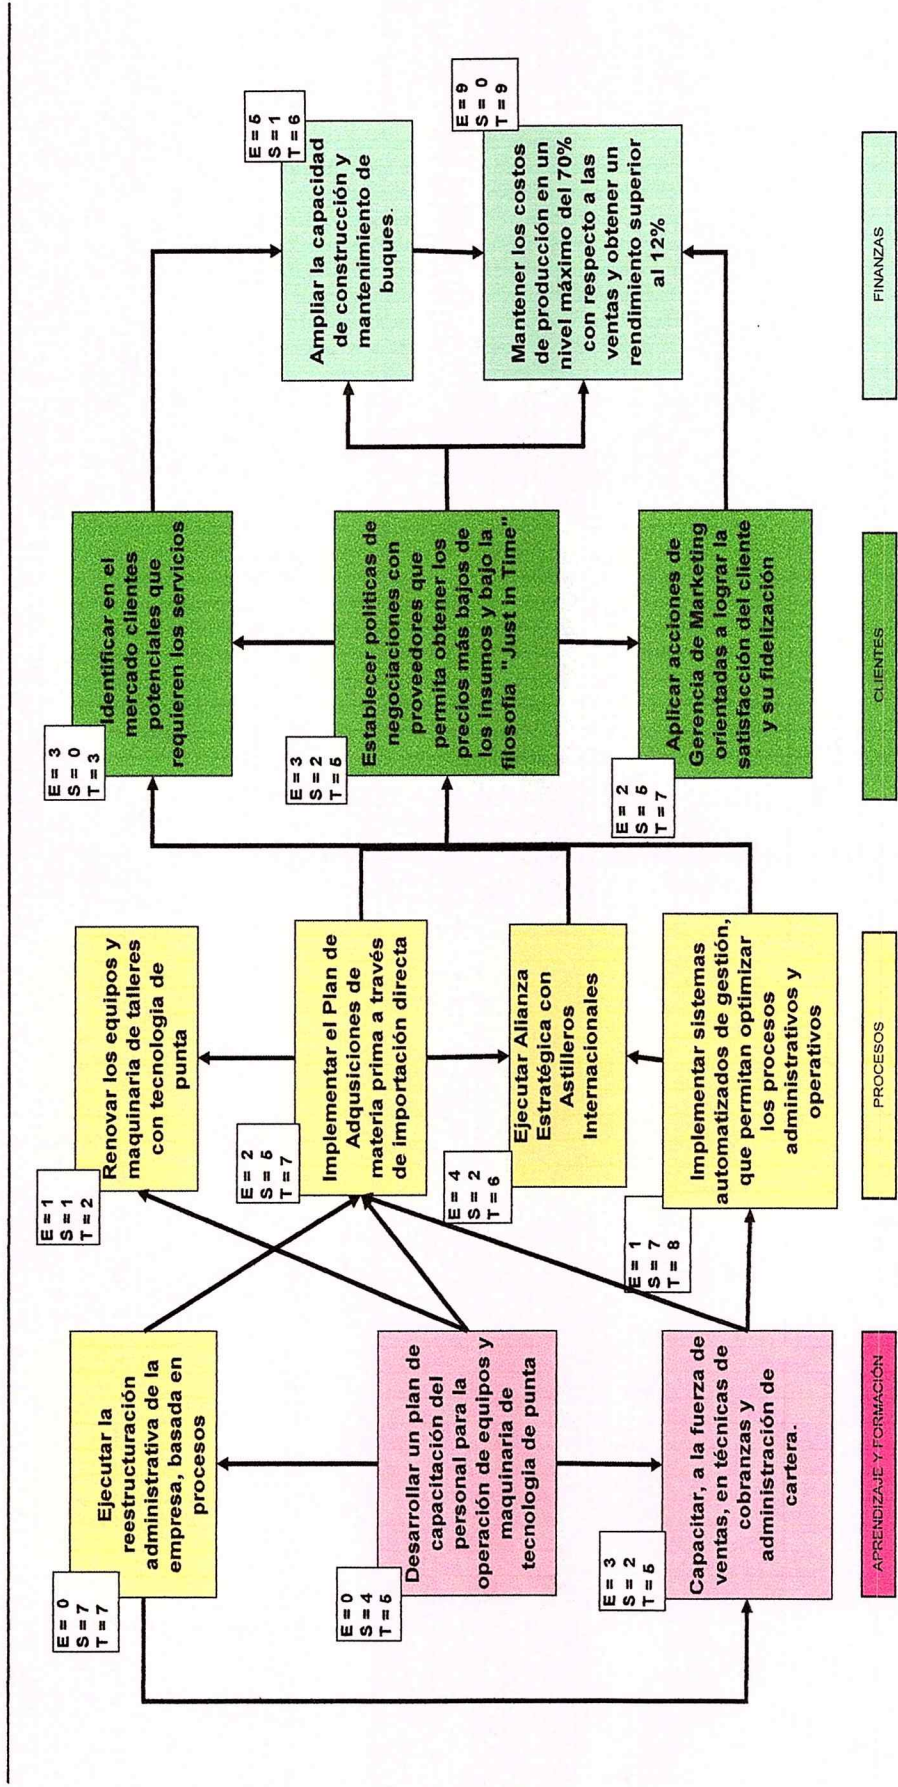 E = 0
S = 7
T = 7
Ejecutar la
reestructuración
administrativa de la
empresa, basada en
procesos
E = 0
S = 4
T = 5
Desarrollar un plan de
capacitación del
personal para la
operación de equipos y
maquinaria de
tecnologia de punta
E = 3
S = 2
T = 5
Capacitar, a la fuerza de
ventas, en técnicas de
cobranzas y
administración de
cartera.
APRENDIZAJE Y FORMACIÓN
E = 1
S = 1
T = 2
Renovar los equipos y
maquinaria de talleres
con tecnologia de
punta
E = 2
S = 5
T = 7
Implementar el Plan de
Adqusiciones de
materia prima a través
de importación directa
E = 4
S = 2
T = 6
Ejecutar Alianza
Estratégica con
Astilleros
Internacionales
E = 1
S = 7
T = 8
Implementar sistemas
automatizados de gestión,
que permitan optimizar
los procesos
administrativos y
operativos
PROCESOS
E = 3
S = 0
T = 3
Identificar en el
mercado clientes
potenciales que
requieren los servicios
E = 3
S = 2
T = 5
Establecer políticas de
negociaciones con
proveedores que
permita obtener los
precios más bajos de
los insumos y bajo la
filosofía "Just in Time"
E = 2
S = 5
T = 7
Aplicar acciones de
Gerencia de Marketing
orientadas a lograr la
satisfacción del cliente
y su fidelización
CLIENTES
E = 5
S = 1
T = 6
Ampliar la capacidad
de construcción y
mantenimiento de
buques.
E = 9
S = 0
T = 9
Mantener los costos
de producción en un
nivel máximo del 70%
con respecto a las
ventas y obtener un
rendimiento superior
al 12%
FINANZAS